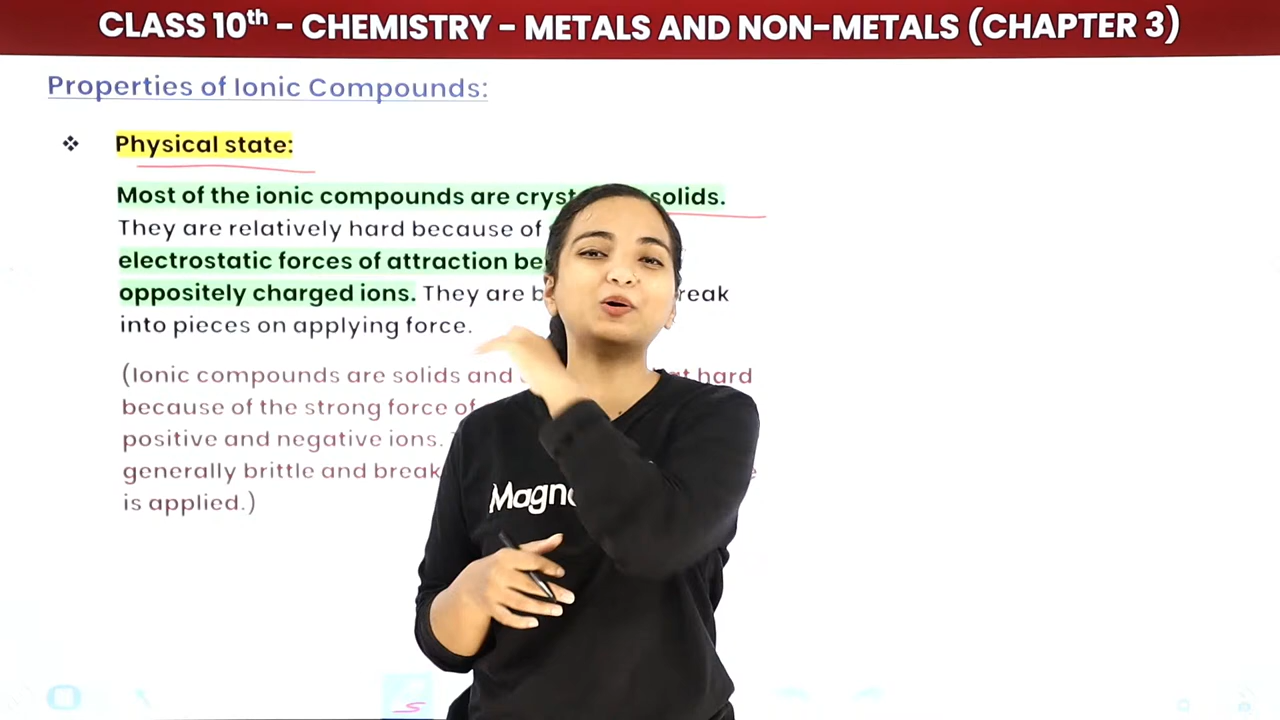 CLASS 10th - CHEMISTRY - METALS AND NON-METALS (CHAPTER 3)
Properties of Ionic Compounds:
Physical state:
Most of the ionic compounds are solids.
They are relatively hard because of
electrostatic forces of attraction
oppositely charged ions. They are
into pieces on applying force.
(Ionic compounds are solids and hard
because of the strong force of
positive and negative ions.
generally brittle and break
is applied.)